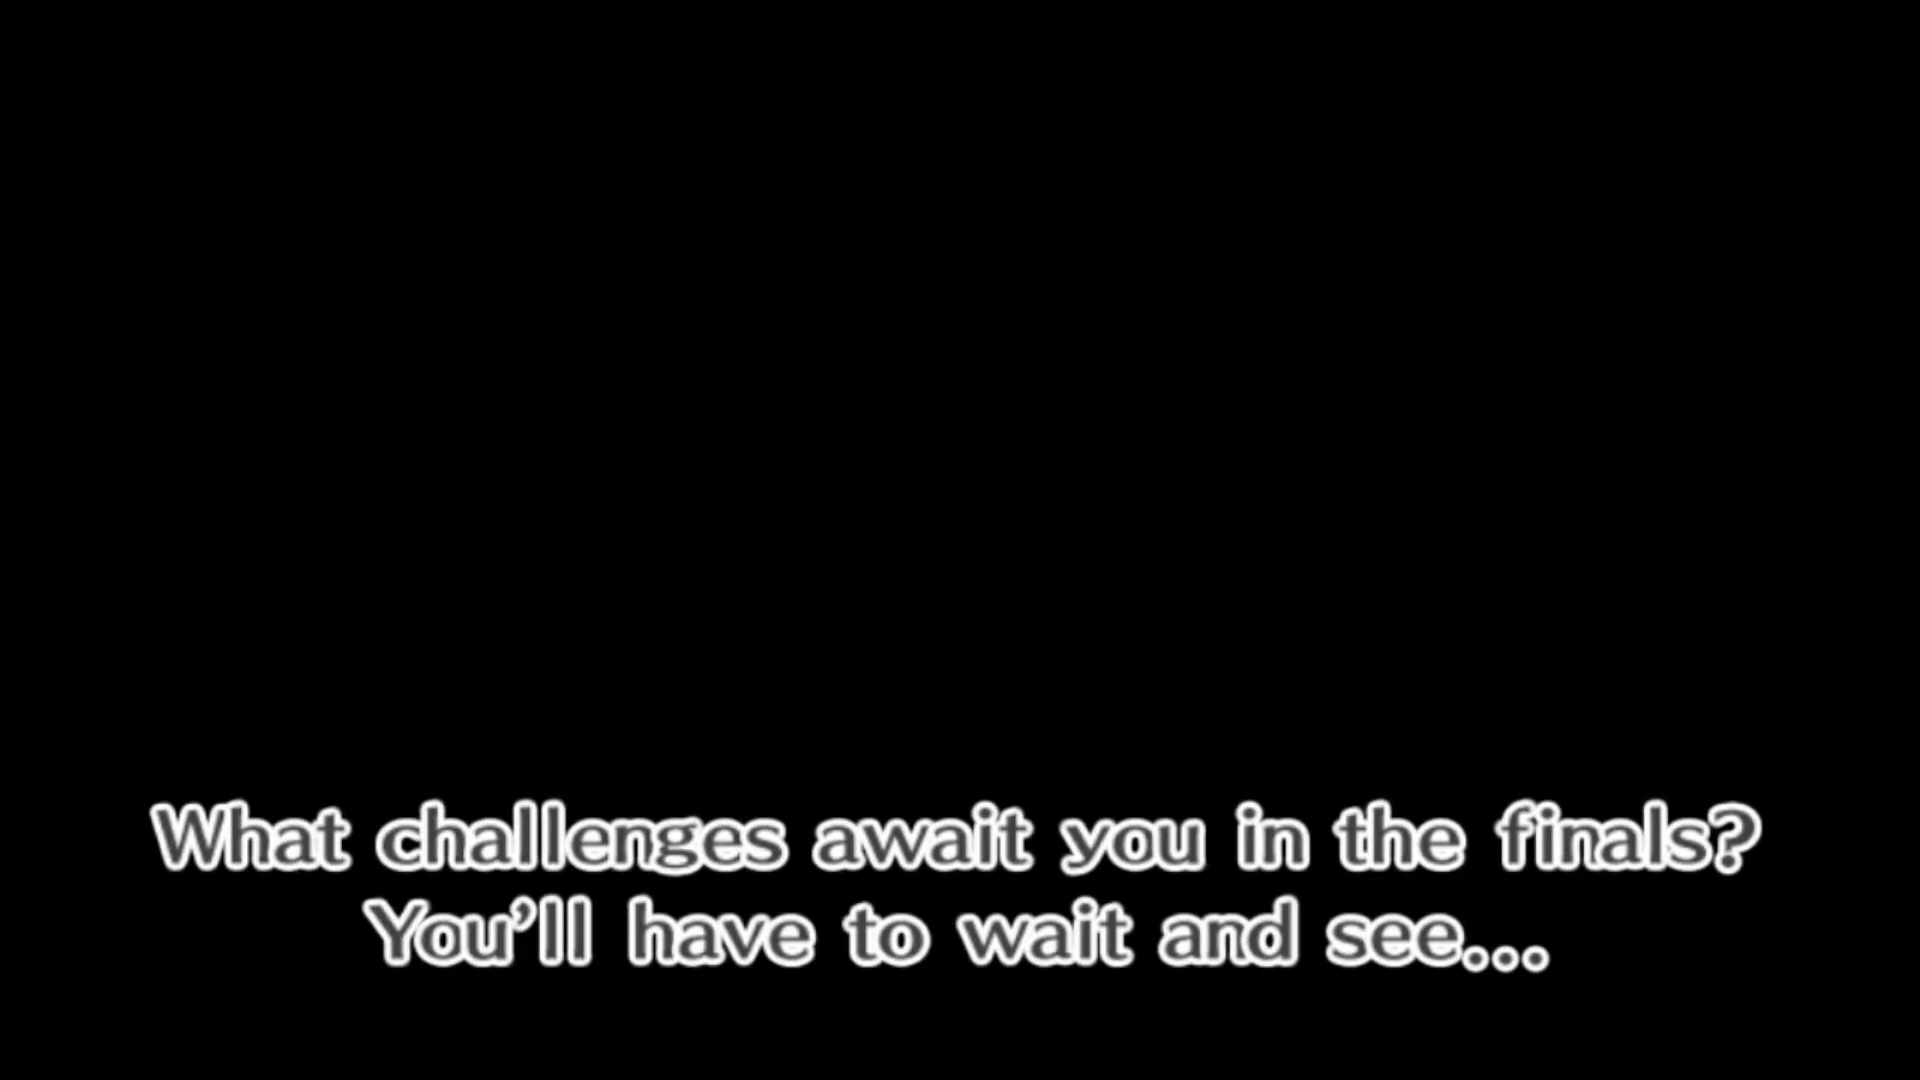 What challenges await you in the finals?
You’ll have to wait and see...